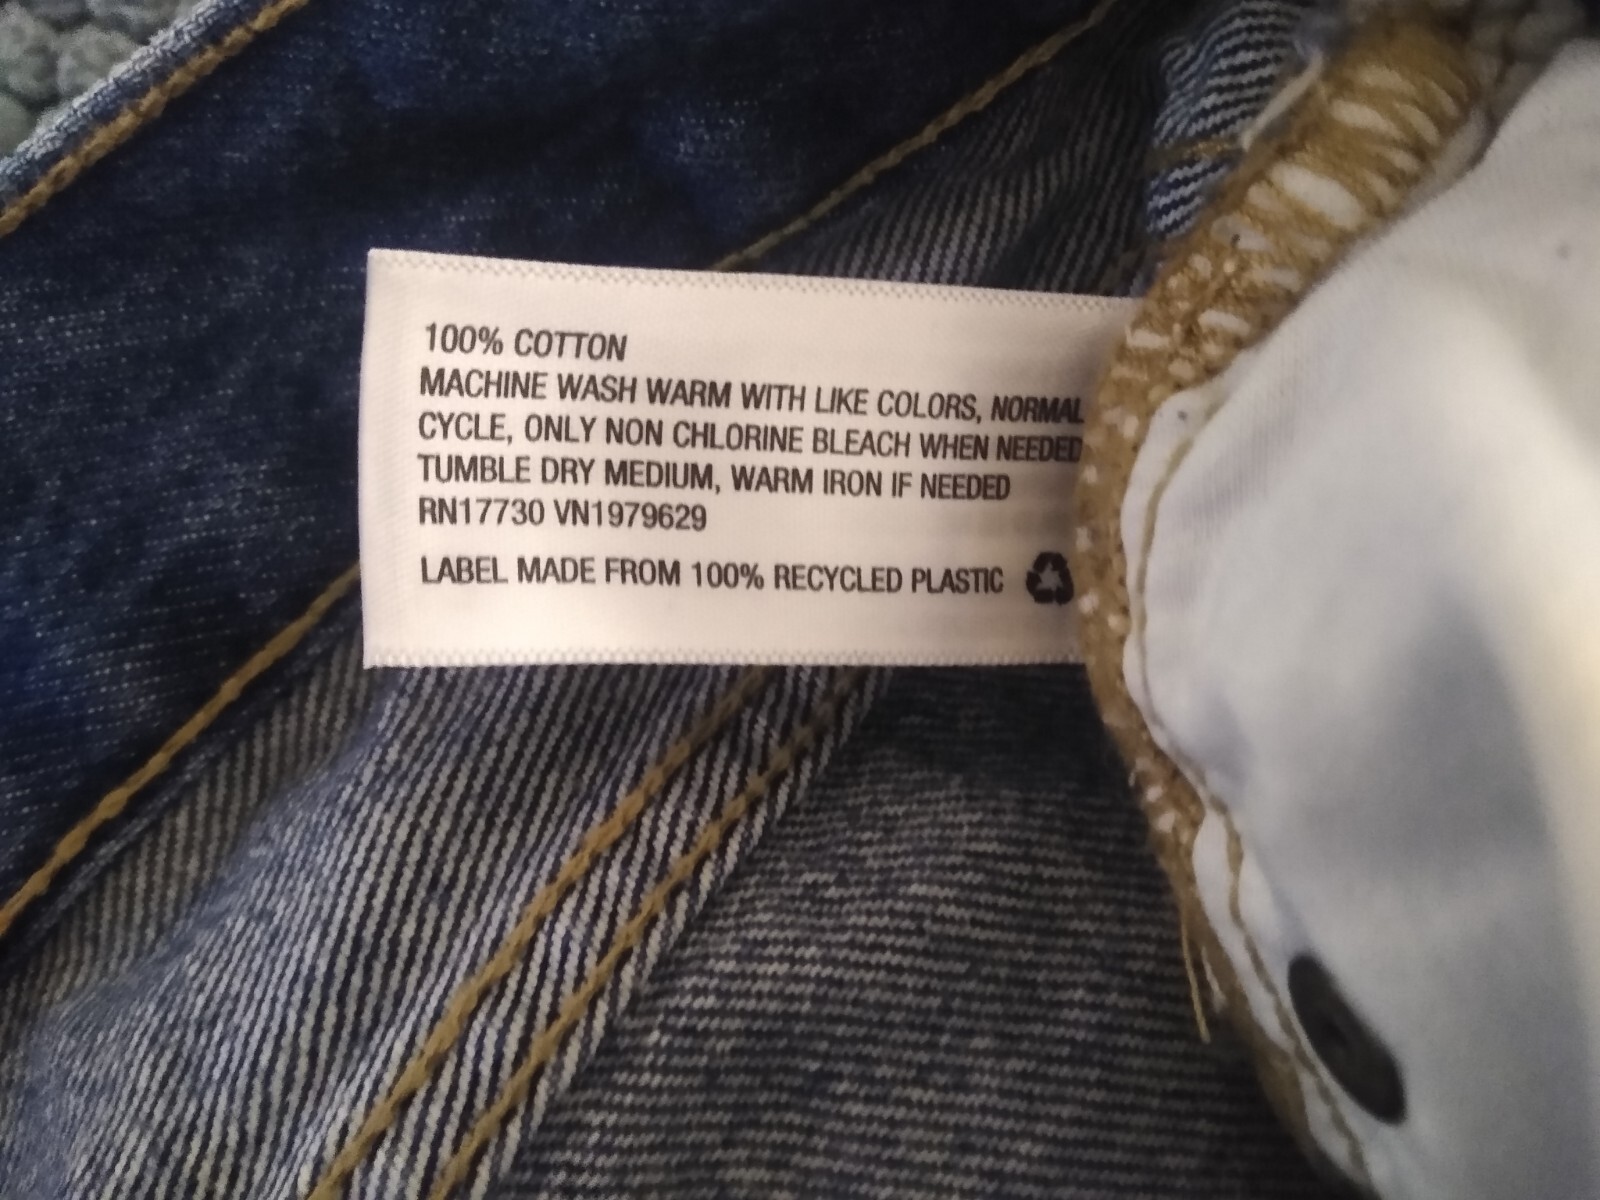 100% COTTON
MACHINE WASH WARM WITH LIKE COLORS, NORMAL
CYCLE, ONLY NON CHLORINE BLEACH WHEN NEEDED
TUMBLE DRY MEDIUM, WARM IRON IF NEEDED
RN17730 VN1979629
LABEL MADE FROM 100% RECYCLED PLASTIC